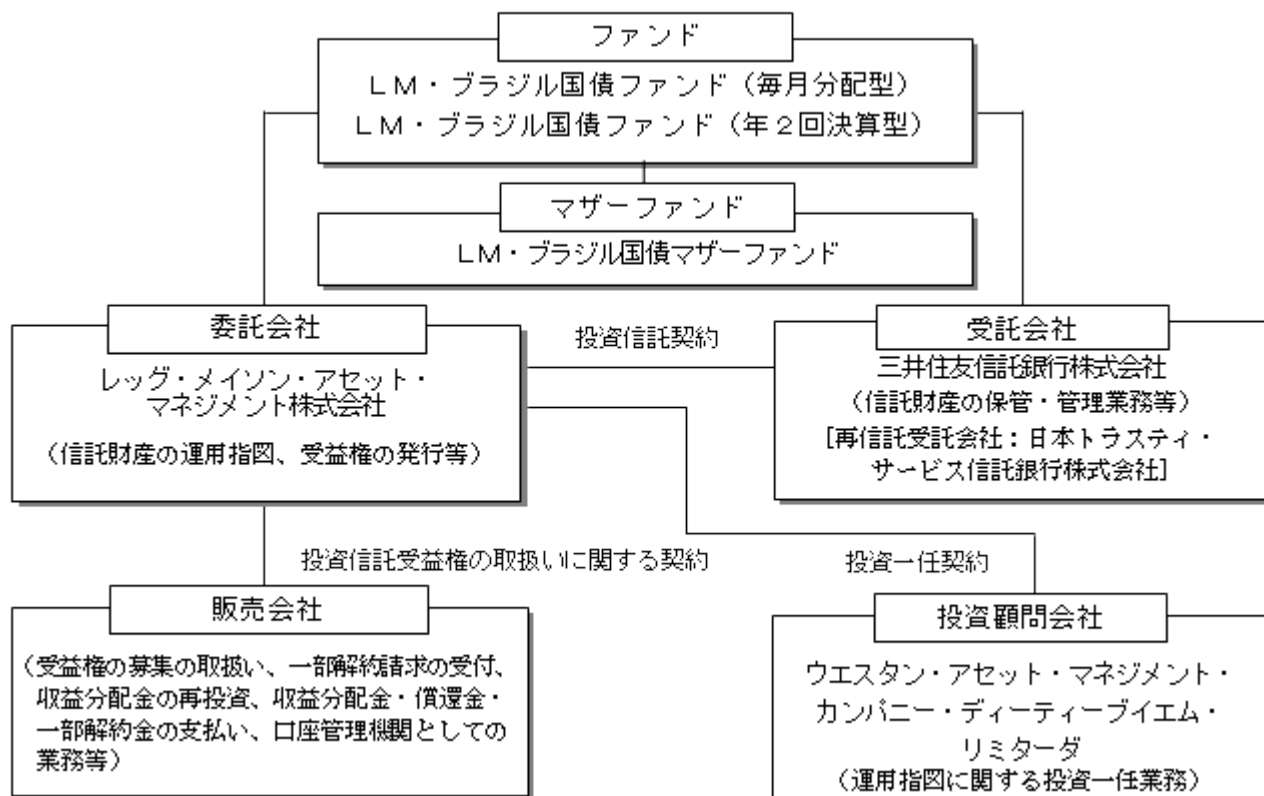 ファンド
LM・ブラジル国債ファンド（毎月分配型）
LM・ブラジル国債ファンド（年２回決算型）
マザーファンド
LM・ブラジル国債マザーファンド
委託会社
レッグ・メイソン・アセット・
マネジメント株式会社
（信託財産の運用指図、受益権の発行等）
投資信託契約
受託会社
三井住友信託銀行株式会社
（信託財産の保管・管理業務等）
[再信託受託会社：日本トラスティ・
サービス信託銀行株式会社]
投資信託受益権の取扱いに関する契約
投資一任契約
販売会社
（受益権の募集の取扱い、一部解約請求の受付、
収益分配金の再投資、収益分配金・償還金・
一部解約金の支払い、口座管理機関としての
業務等）
投資顧問会社
ウエスタン・アセット・マネジメント・
カンパニー・ディーティーブイエム・
リミターダ
（運用指図に関する投資一任業務）